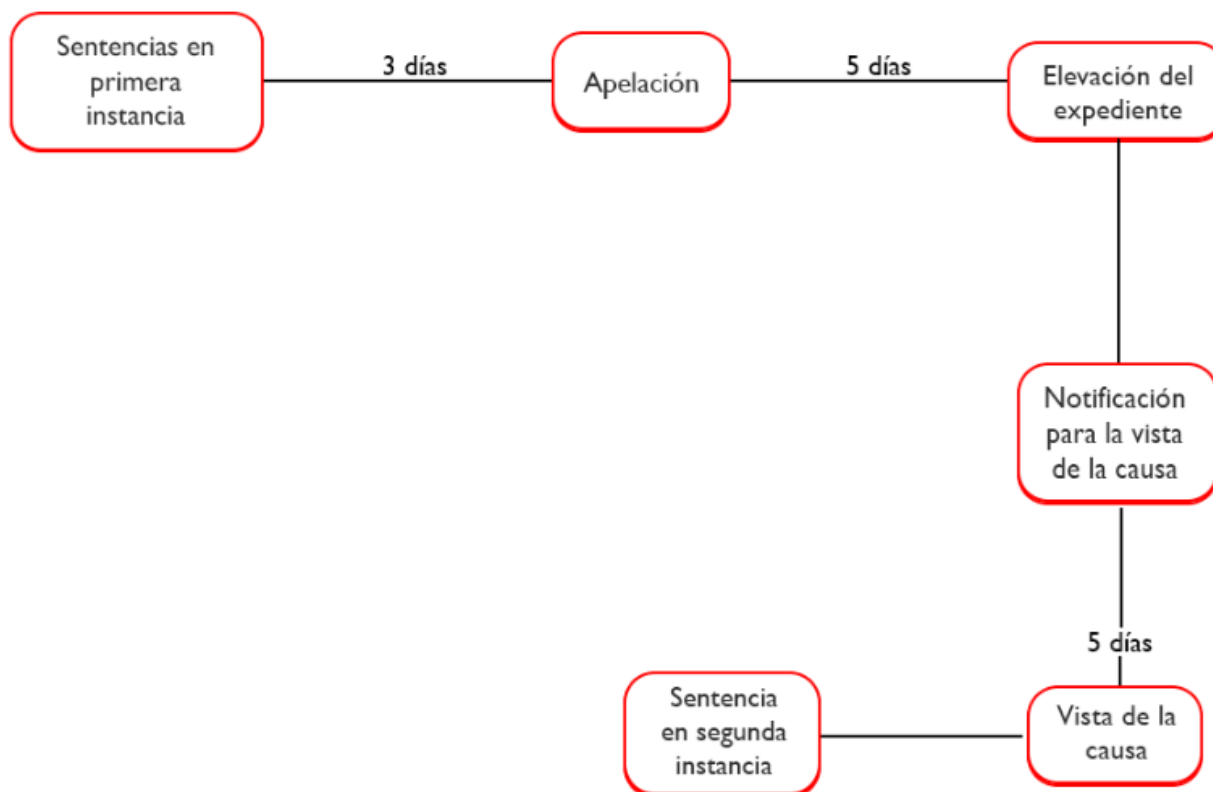 Sentencias en
primera
instancia
3 días
Apelación
5 días
Elevación del
expediente
Notificación
para la vista
de la causa
5 días
Vista de la
causa
Sentencia
en segunda
instancia